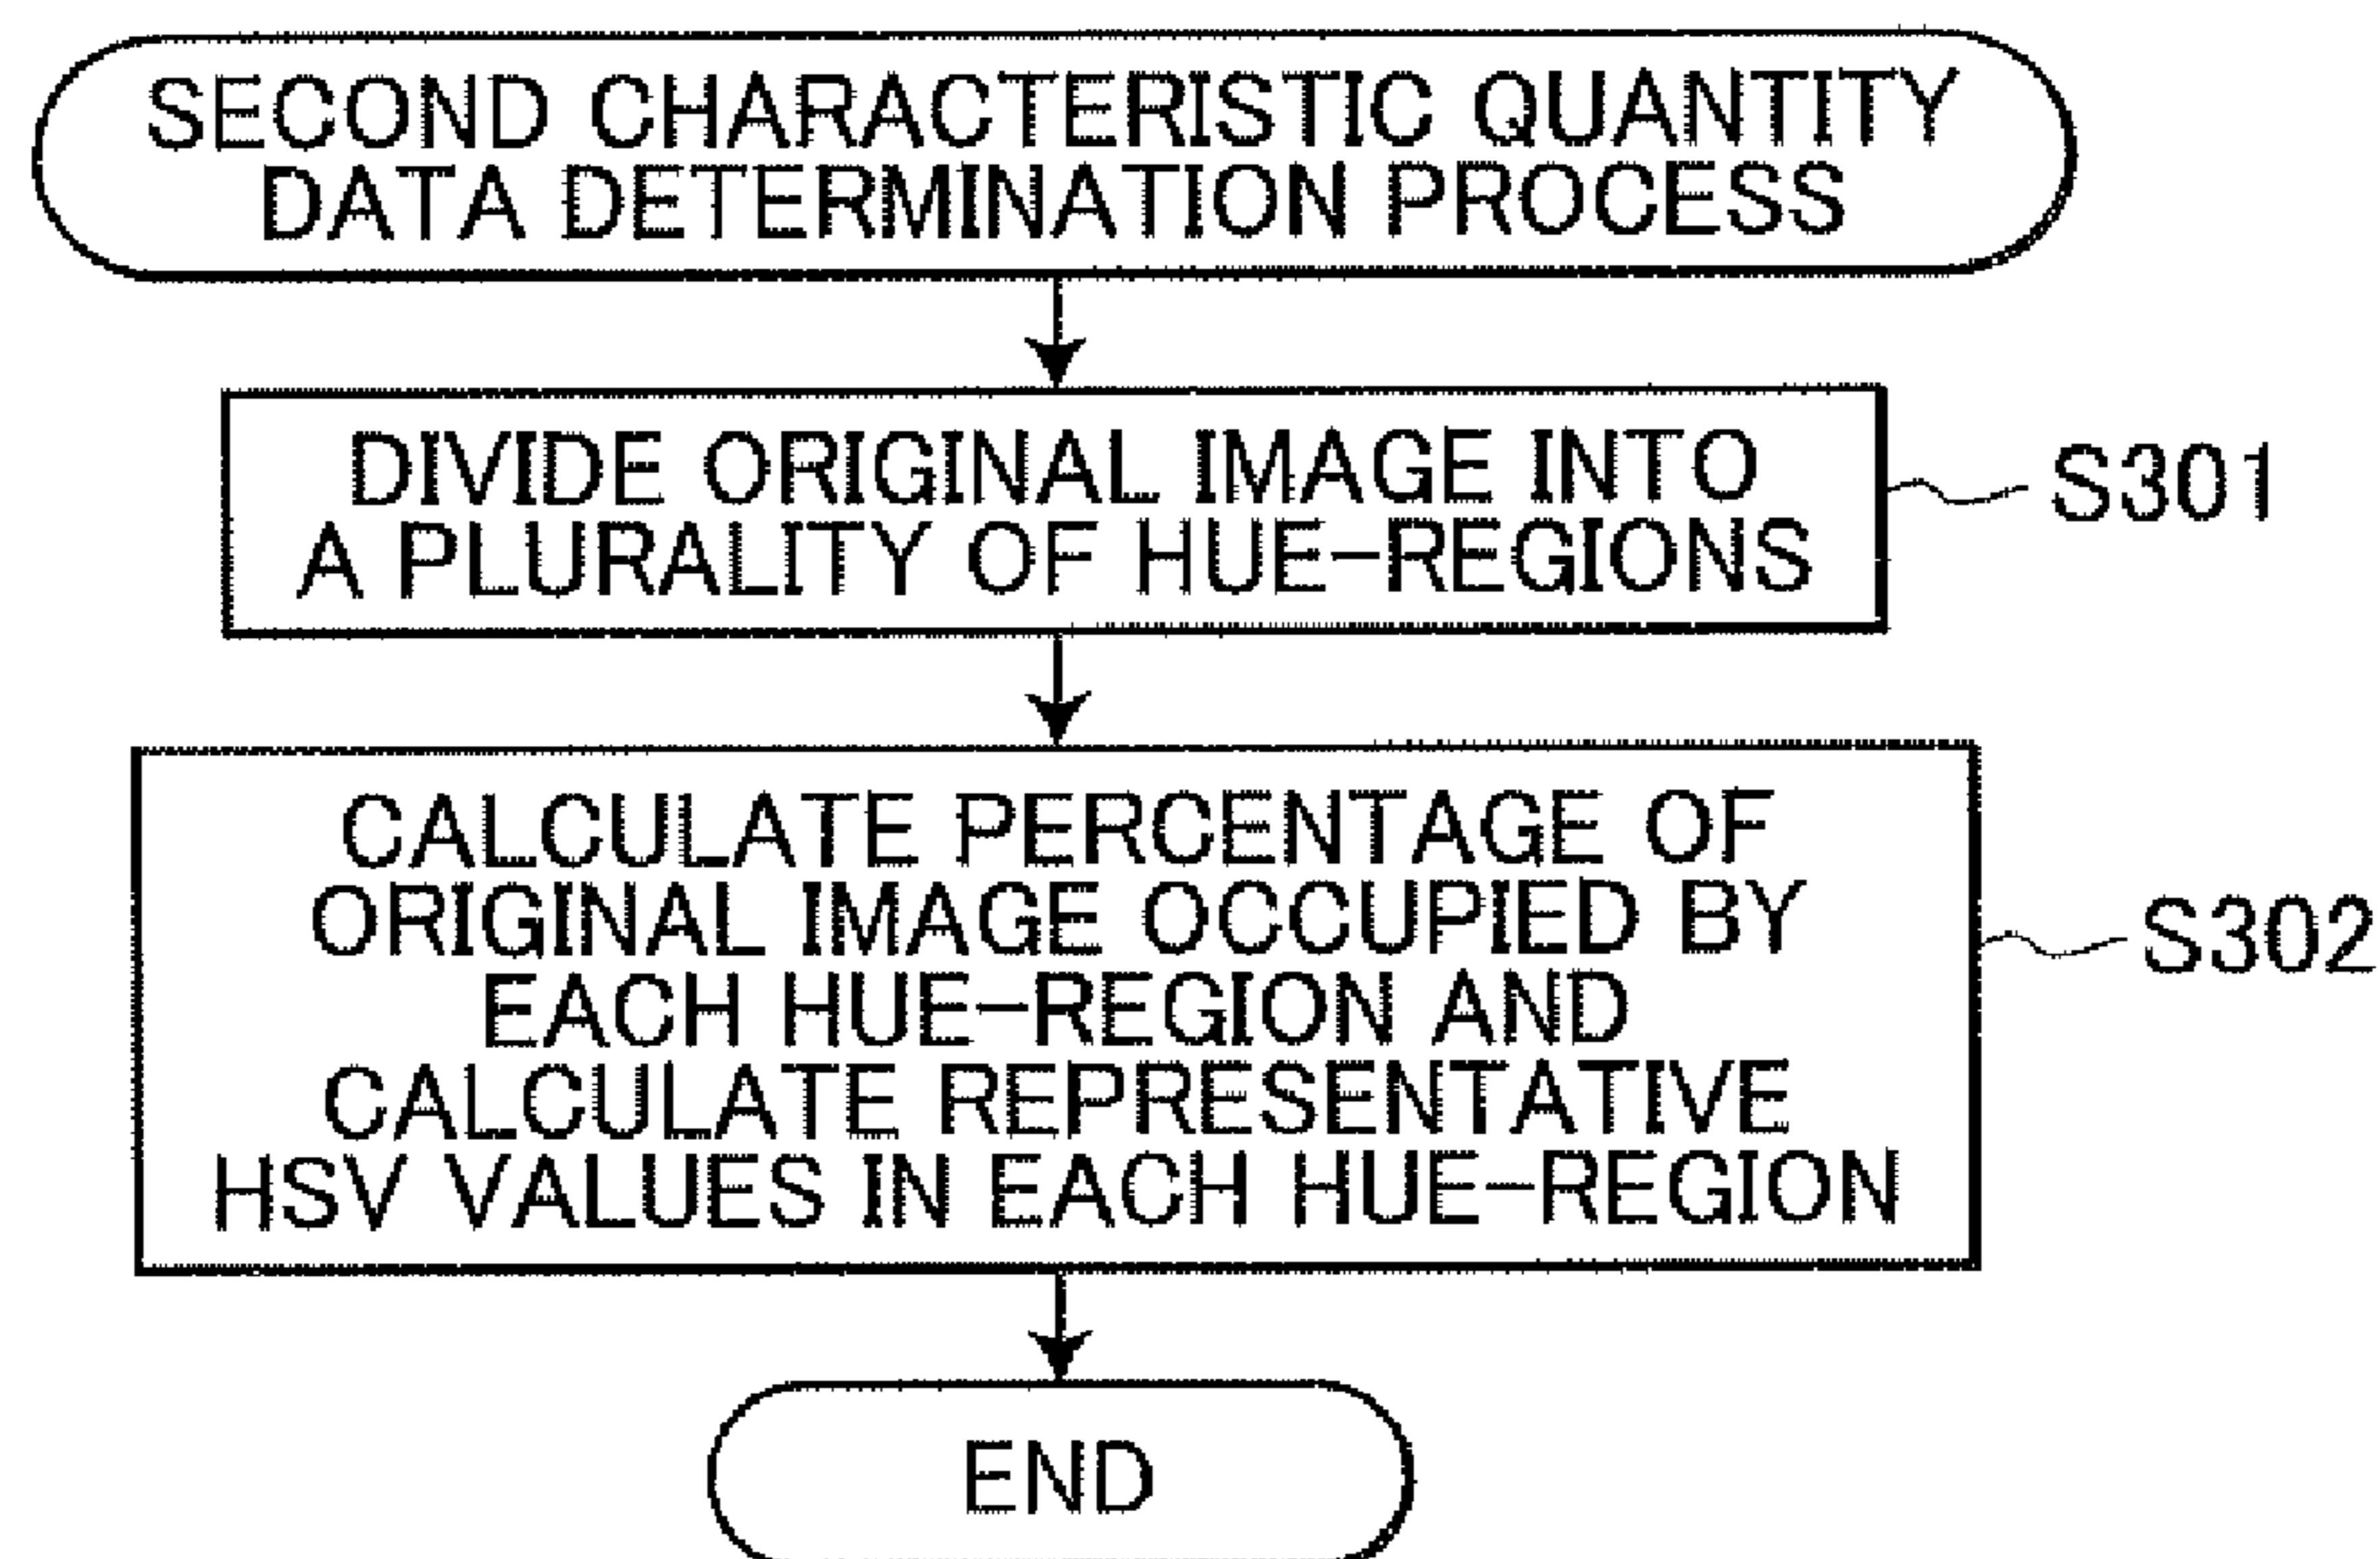 SECOND CHARACTERISTIC QUANTITY
DATA DETERMINATION PROCESS
DIVIDE ORIGINAL IMAGE INTO
A PLURALITY OF HUE-REGIONS
S301
CALCULATE PERCENTAGE OF
ORIGINAL IMAGE OCCUPIED BY
EACH HUE-REGION AND
CALCULATE REPRESENTATIVE
HSV VALUES IN EACH HUE-REGION
S302
END